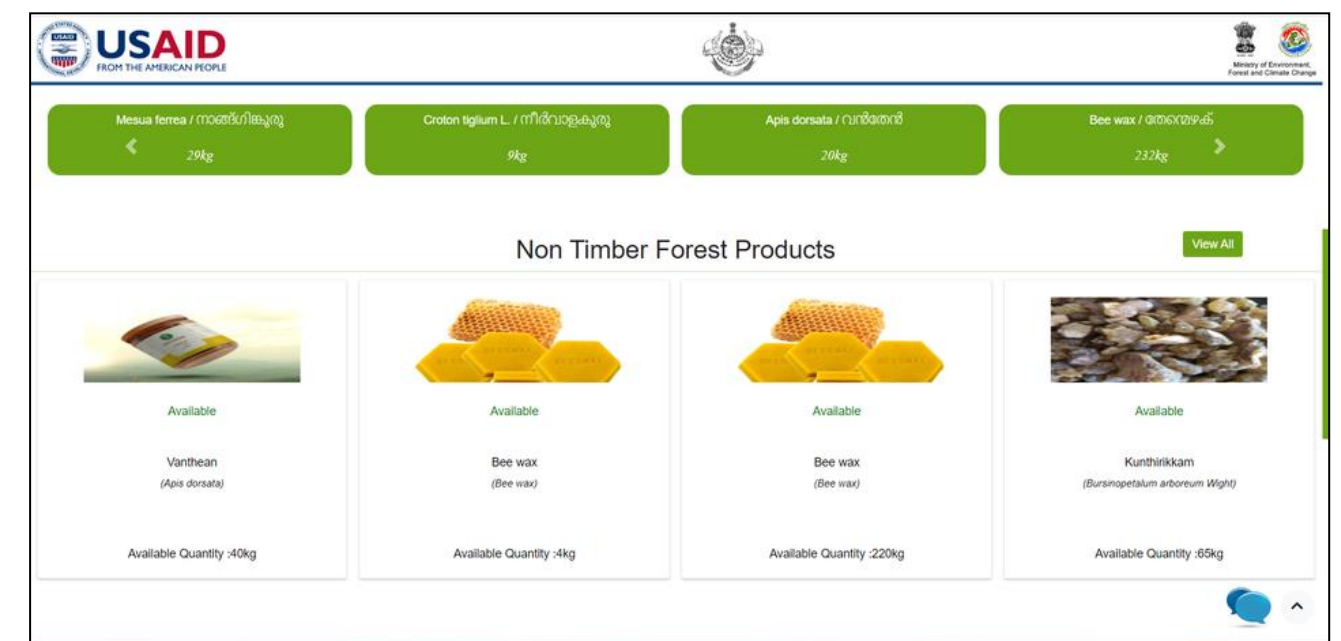 USAID
FROM THE AMERICAN PEOPLE
Ministry of Environment,
Forest and Climate Change
Mesua ferrea / നാങ്ങ്ഗിങ്കുരു
29kg
Croton tiglium L. / നീർവാളകുരു
9kg
Apis dorsata / വൻതേൻ
20kg
Bee wax / തേന്മെഴക്
232kg
Non Timber Forest Products
View All
Available
Available
Available
Available
Vanthean
Bee wax
Bee wax
Kunthirikkam
(Apis dorsata)
(Bee wax)
(Bee wax)
(Bursinopetalum arboreum Wight)
Available Quantity :40kg
Available Quantity :4kg
Available Quantity :220kg
Available Quantity :65kg